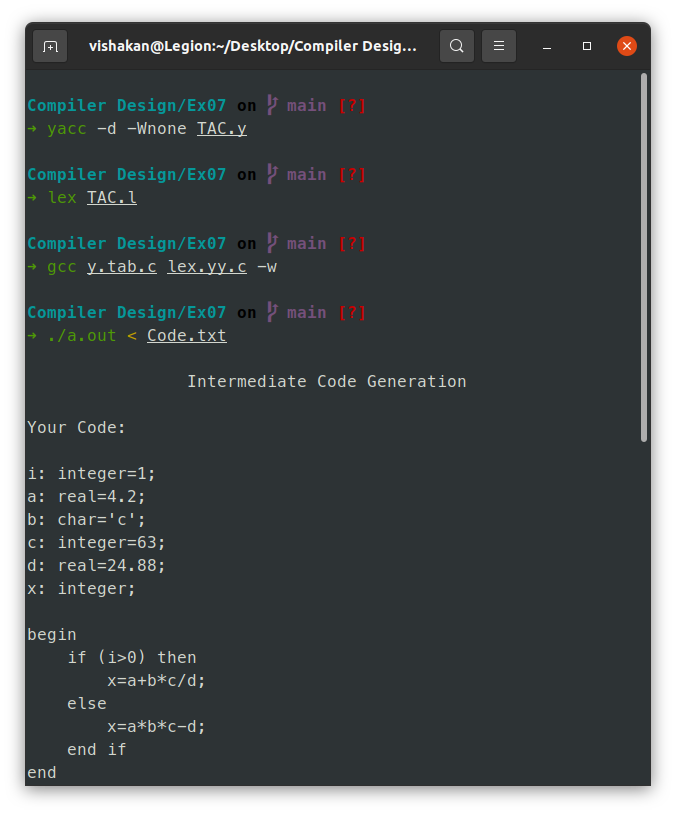 vishakan@Legion:~/Desktop/Compiler Desig...
Compiler Design/Ex07 on main [?]
→ yacc -d -Wnone TAC.y
Compiler Design/Ex07 on main [?]
→ lex TAC.l
Compiler Design/Ex07 on main [?]
→ gcc y.tab.c lex.yy.c -w
Compiler Design/Ex07 on main [?]
→ ./a.out < Code.txt
Intermediate Code Generation
Your Code:
i: integer=1;
a: real=4.2;
b: char='c';
c: integer=63;
d: real=24.88;
x: integer;
begin
    if (i>0) then
        x=a+b*c/d;
    else
        x=a*b*c-d;
    end if
end